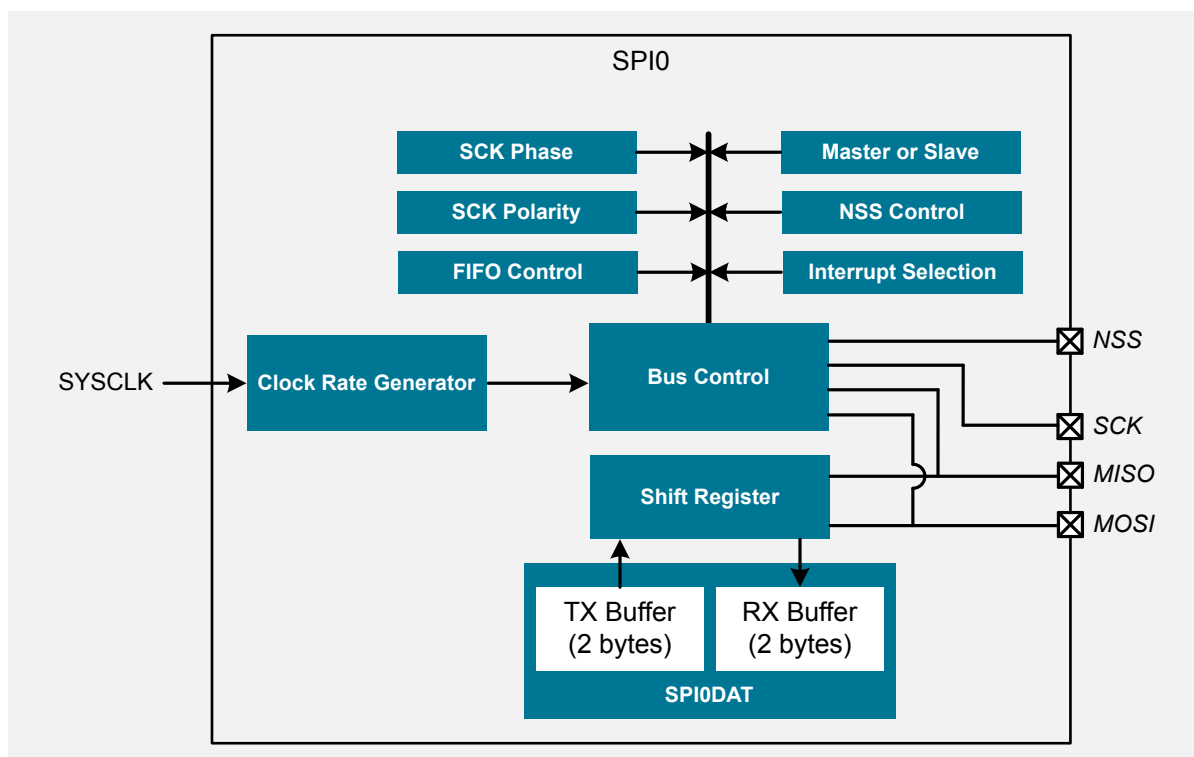 SPI0
SCK Phase
Master or Slave
SCK Polarity
NSS Control
FIFO Control
Interrupt Selection
SYSCLK
Clock Rate Generator
Bus Control
NSS
SCK
Shift Register
MISO
MOSI
TX Buffer
(2 bytes)
RX Buffer
(2 bytes)
SPI0DAT